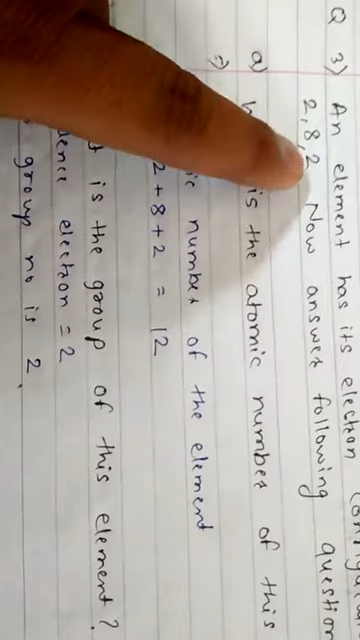 Q 3) An element has its electron
2,8,2 Now answer following question
a) is the atomic number of this
⇒ number of the element
2 + 8 + 2 = 12
is the group of this element?
election = 2
group no is 2.